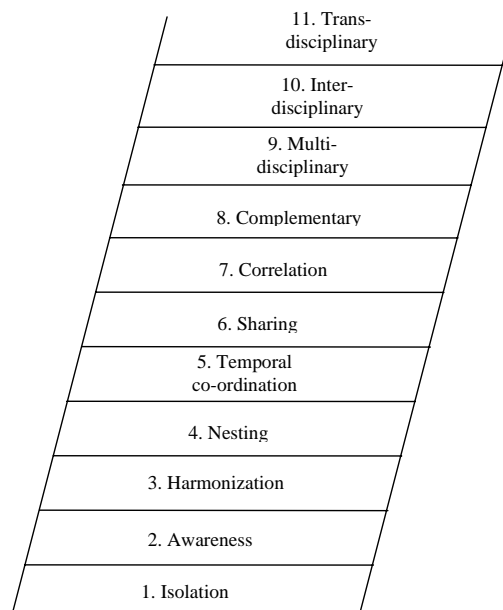 11. Trans-
disciplinary
10. Inter-
disciplinary
9. Multi-
disciplinary
8. Complementary
7. Correlation
6. Sharing
5. Temporal
co-ordination
4. Nesting
3. Harmonization
2. Awareness
1. Isolation